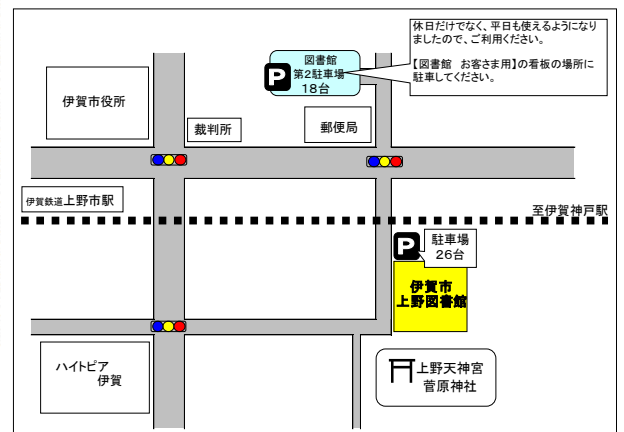 休日だけでなく、平日も使えるようになり
ましたので、ご利用ください。
【図書館 お客さま用】の看板の場所に
駐車してください。
図書館
第2駐車場
18台
P
伊賀市役所
裁判所
郵便局
伊賀鉄道上野市駅
至伊賀神戸駅
P
駐車場
26台
伊賀市
上野図書館
ハイトピア
伊賀
上野天神宮
菅原神社